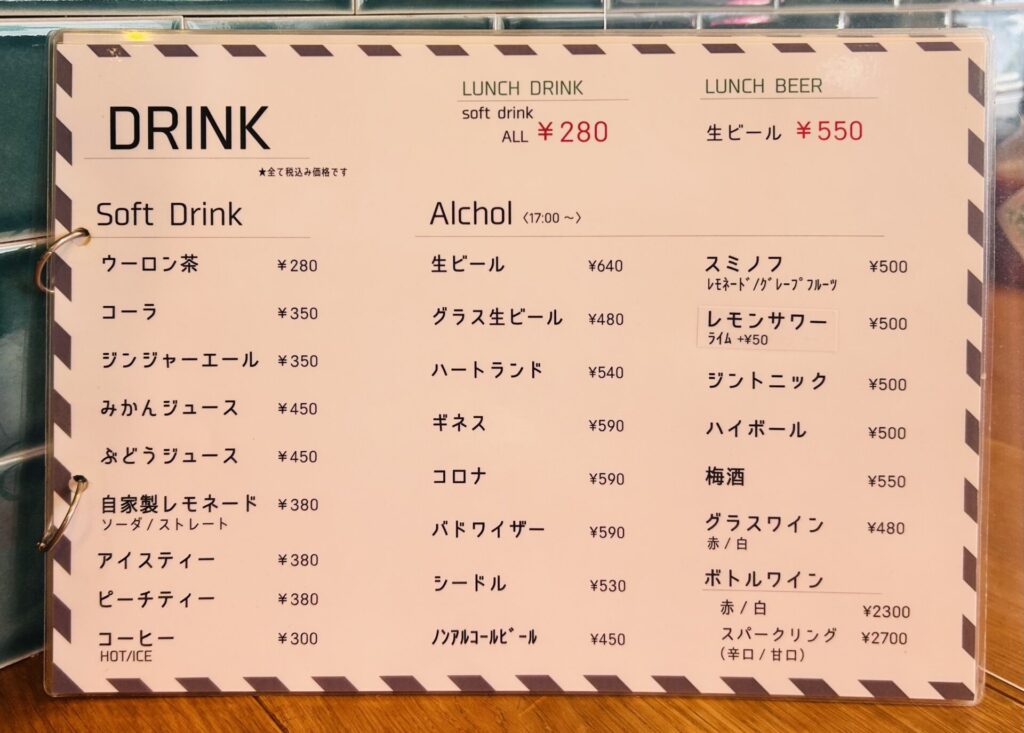 DRINK
★全て税込み価格です
LUNCH DRINK
soft drink
ALL ¥280
LUNCH BEER
生ビール ¥550
Soft Drink
ウーロン茶 ¥280
コーラ ¥350
ジンジャーエール ¥350
みかんジュース ¥450
ぶどうジュース ¥450
自家製レモネード ¥380
ソーダ / ストレート
アイスティー ¥380
ピーチティー ¥380
コーヒー ¥300
HOT/ICE
Alchol 〈17:00 ～〉
生ビール ¥640
グラス生ビール ¥480
ハートランド ¥540
ギネス ¥590
コロナ ¥590
バドワイザー ¥590
シードル ¥530
ﾉﾝｱﾙｺｰﾙﾋﾞｰﾙ ¥450
スミノフ ¥500
ﾚﾓﾈｰﾄﾞ/ｸﾞﾚｰﾌﾟﾌﾙｰﾂ
レモンサワー ¥500
ﾗｲﾑ +¥50
ジントニック ¥500
ハイボール ¥500
梅酒 ¥550
グラスワイン ¥480
赤 / 白
ボトルワイン
赤 / 白 ¥2300
スパークリング ¥2700
（辛口 / 甘口）